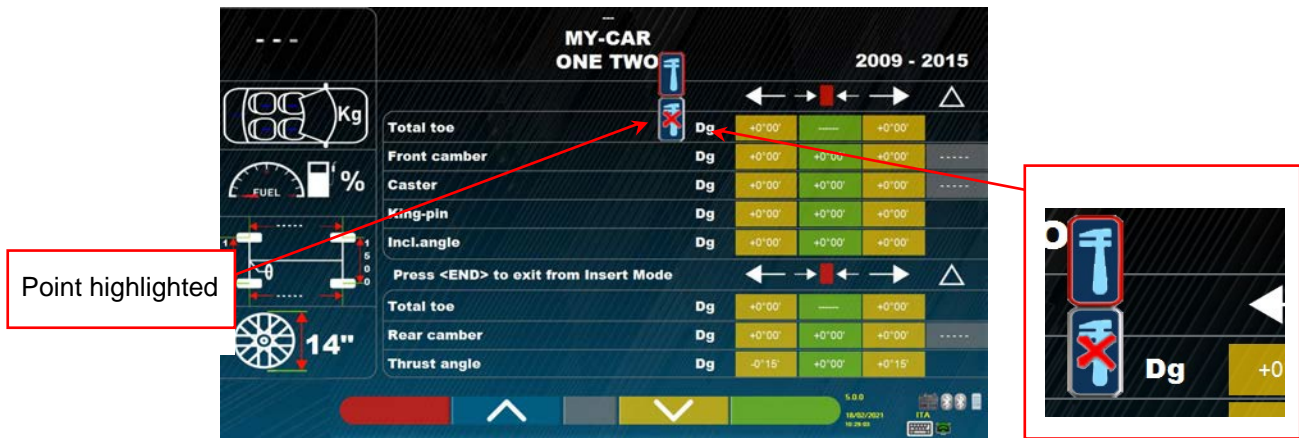 ---
- - -
MY-CAR
ONE TWO
2009 - 2015
Kg
Total toe Dg +0°00' ----- +0°00'
Front camber Dg +0°00' +0°00' +0°00' -----
FUEL %
Caster Dg +0°00' +0°00' +0°00' -----
King-pin Dg +0°00' +0°00' +0°00'
Incl.angle Dg +0°00' +0°00' +0°00'
-----
1
1500
Point highlighted
Press <END> to exit from Insert Mode
-----
Total toe Dg +0°00' ----- +0°00'
14"
Rear camber Dg +0°00' +0°00' +0°00' -----
Thrust angle Dg -0°15' +0°00' +0°15'
5.0.0
18/02/2021
ITA
O
Dg +0